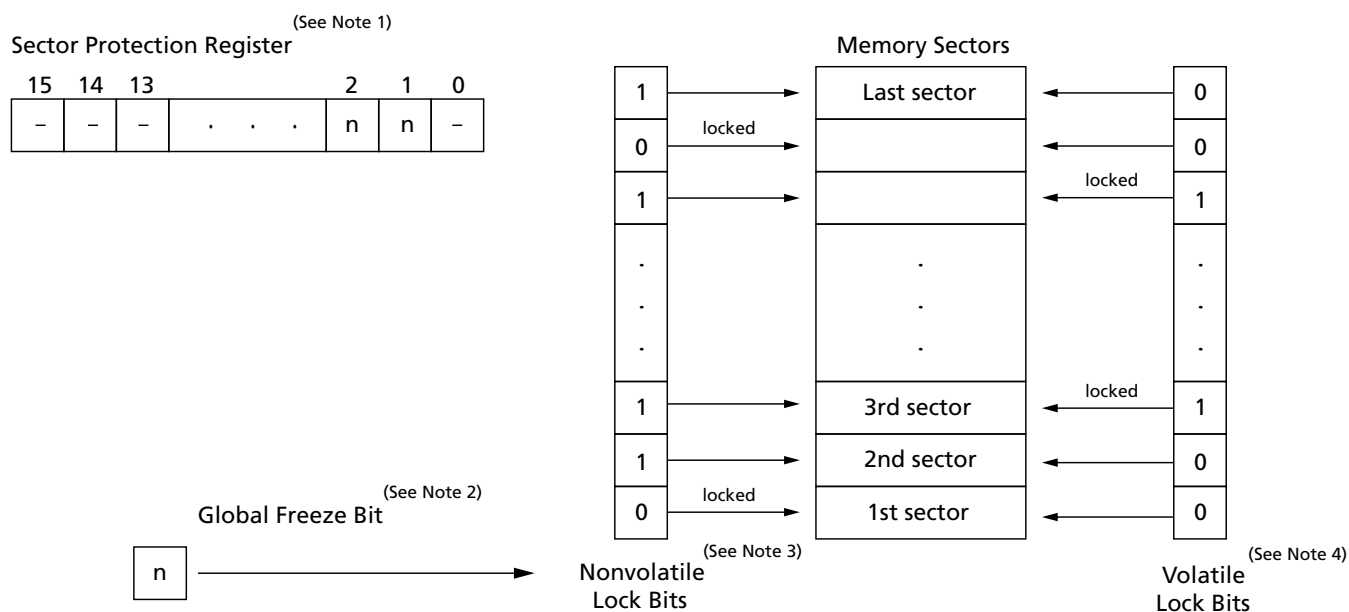 (See Note 1)
Sector Protection Register
15 14 13 2 1 0
– – – . . . n n –
Memory Sectors
1 Last sector 0
0 locked 0
1 locked 1
. . .
. . .
. . .
1 3rd sector locked 1
1 2nd sector 0
0 locked 1st sector 0
(See Note 2)
Global Freeze Bit
n
(See Note 3)
Nonvolatile
Lock Bits
(See Note 4)
Volatile
Lock Bits